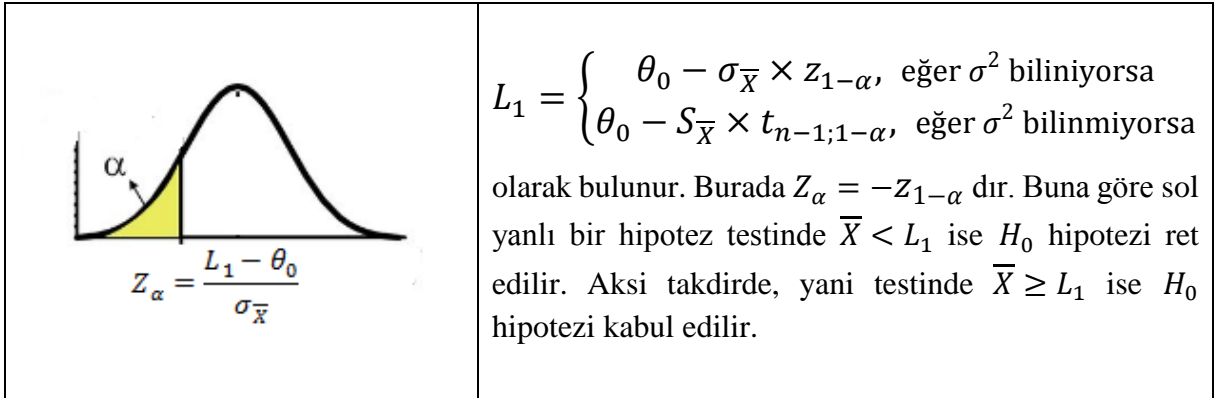 α
Z_α = (L_1 − θ_0) / σ_X̅
L_1 = { θ_0 − σ_X̅ × z_{1−α}, eğer σ^2 biliniyorsa
θ_0 − S_X̅ × t_{n−1;1−α}, eğer σ^2 bilinmiyorsa
olarak bulunur. Burada Z_α = −z_{1−α} dır. Buna göre sol
yanlı bir hipotez testinde X̅ < L_1 ise H_0 hipotezi ret
edilir. Aksi takdirde, yani testinde X̅ ≥ L_1 ise H_0
hipotezi kabul edilir.